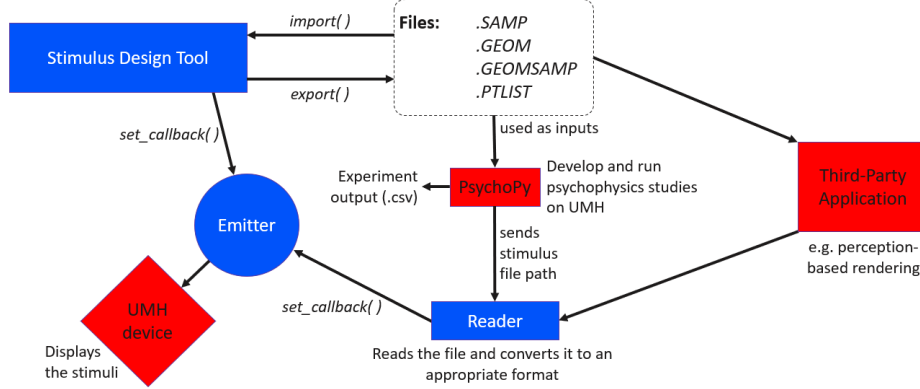 import( )
Files:
.SAMP
.GEOM
.GEOMSAMP
.PTLIST
Stimulus Design Tool
export( )
set_callback( )
used as inputs
Experiment
output (.csv)
PsychoPy
Develop and run
psychophysics studies
on UMH
Third-Party
Application
e.g. perception-
based rendering
Emitter
sends
stimulus
file path
UMH
device
set_callback( )
Reader
Displays
the stimuli
Reads the file and converts it to an
appropriate format